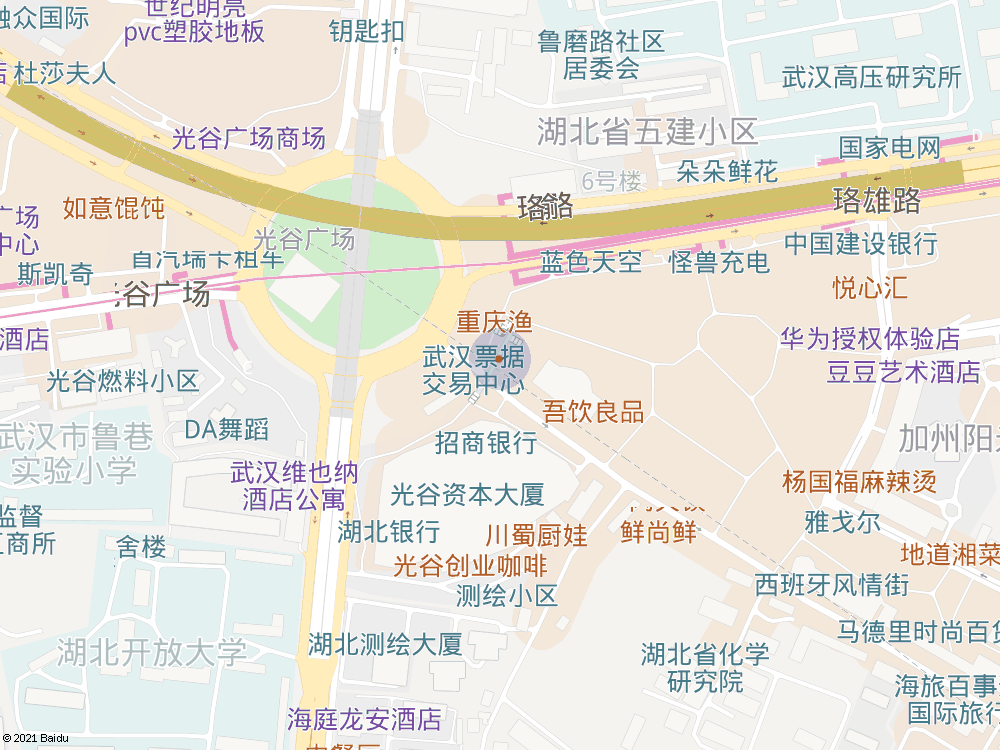 融众国际
世纪明亮
pvc塑胶地板
钥匙扣
鲁磨路社区
居委会
店
杜莎夫人
武汉高压研究所
光谷广场商场
湖北省五建小区
国家电网
朵朵鲜花
6号楼
如意馄饨
珞雄路
广场
中心
光谷广场
中国建设银行
斯凯奇
蓝色天空
怪兽充电
谷广场
悦心汇
重庆渔
酒店
华为授权体验店
武汉票据
交易中心
豆豆艺术酒店
光谷燃料小区
吾饮良品
DA舞蹈
武汉市鲁巷
实验小学
招商银行
加州阳光
武汉维也纳
酒店公寓
杨国福麻辣烫
光谷资本大厦
监督
工商所
湖北银行
川蜀厨娃
鲜尚鲜
雅戈尔
舍楼
地道湘菜
光谷创业咖啡
测绘小区
西班牙风情街
马德里时尚百货
湖北开放大学
湖北测绘大厦
湖北省化学
研究院
海旅百事
国际旅行
海庭龙安酒店
中餐厅
© 2021 Baidu